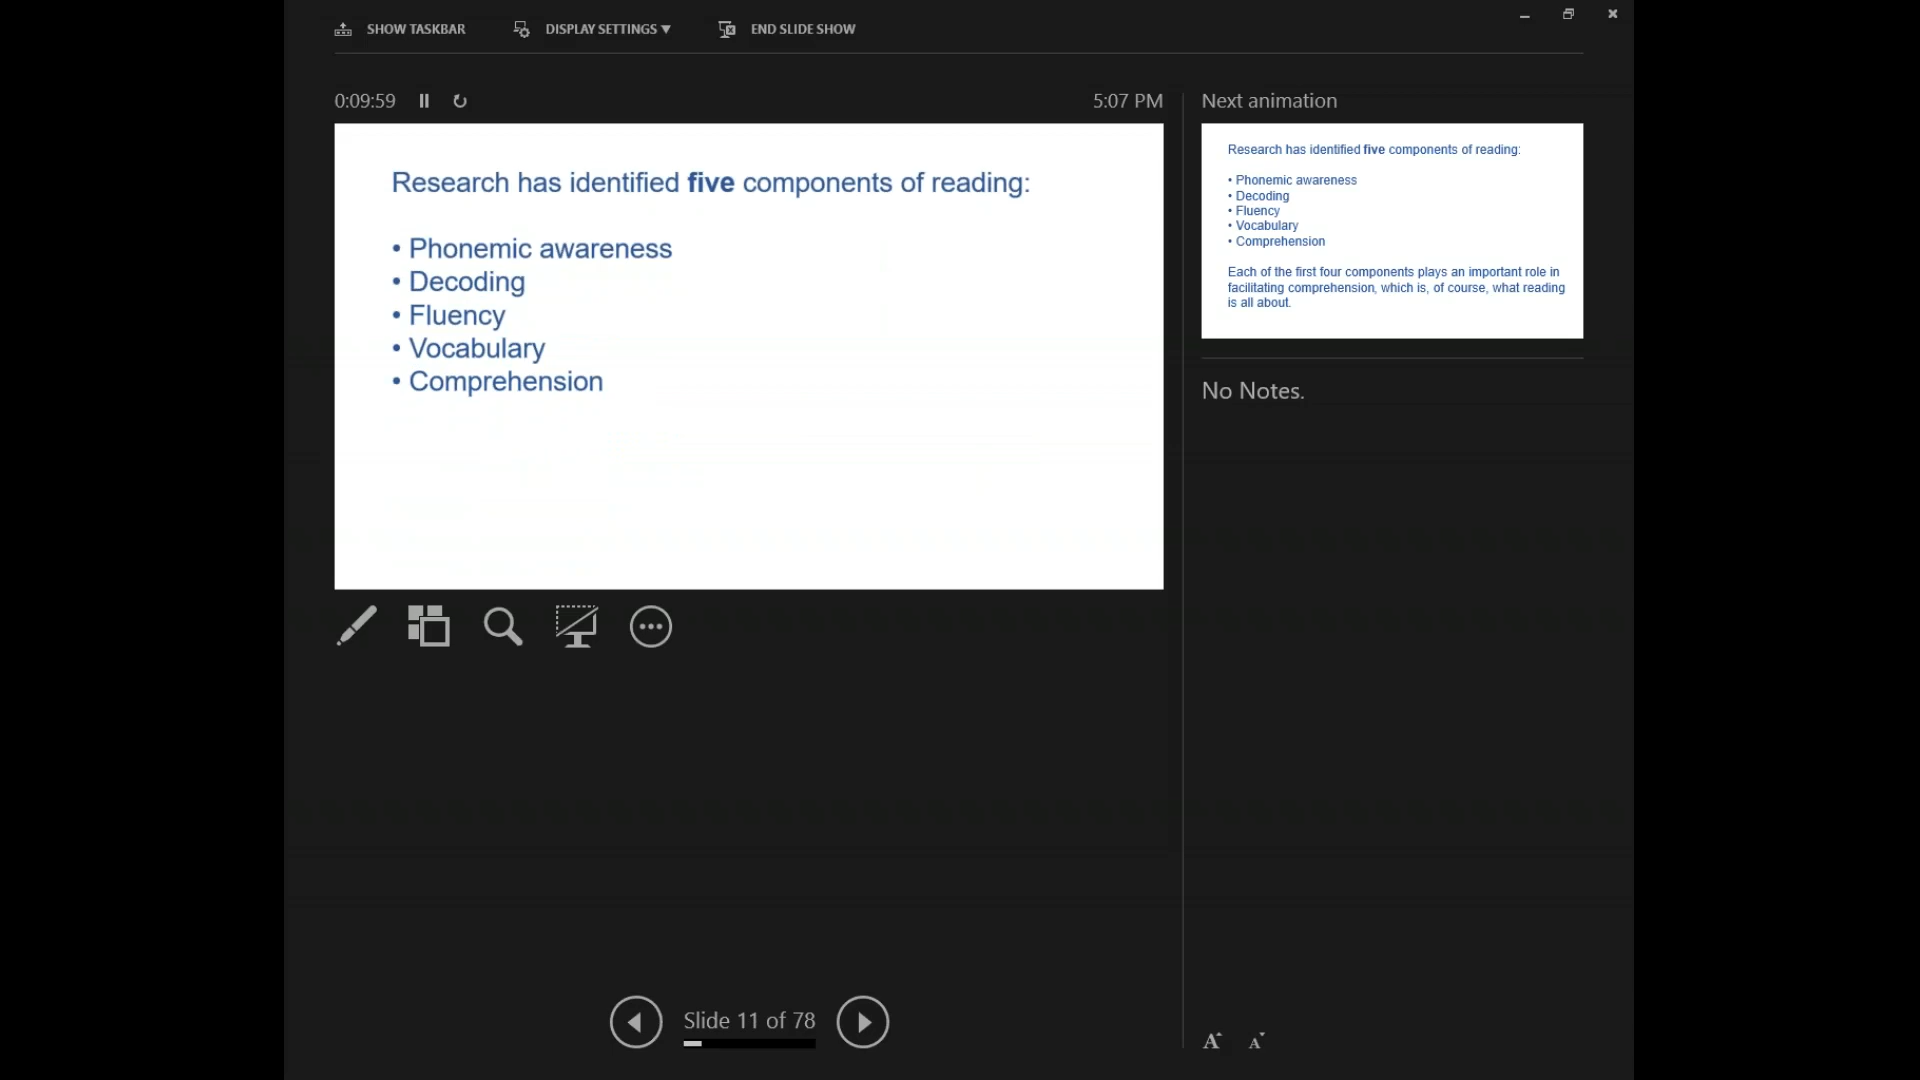 SHOW TASKBAR
DISPLAY SETTINGS ▼
END SLIDE SHOW
0:09:59
5:07 PM
Research has identified five components of reading:
• Phonemic awareness
• Decoding
• Fluency
• Vocabulary
• Comprehension
Slide 11 of 78
Next animation
Research has identified five components of reading:
• Phonemic awareness
• Decoding
• Fluency
• Vocabulary
• Comprehension
Each of the first four components plays an important role in
facilitating comprehension, which is, of course, what reading
is all about.
No Notes.
A A